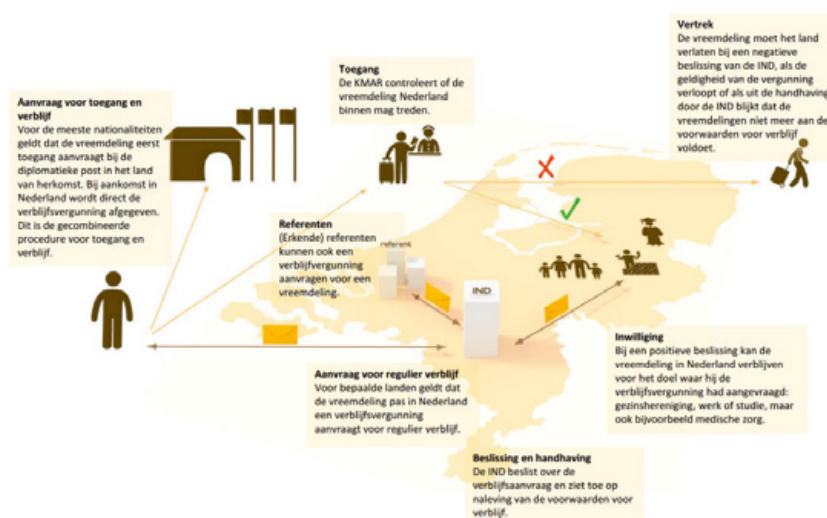 Aanvraag voor toegang en
verblijf
Voor de meeste nationaliteiten
geldt dat de vreemdeling eerst
toegang aanvraagt bij de
diplomatieke post in het land
van herkomst. Bij aankomst in
Nederland wordt direct de
verblijfsvergunning afgegeven.
Dit is de gecombineerde
procedure voor toegang en
verblijf.
Toegang
De KMAR controleert of de
vreemdeling Nederland
binnen mag treden.
Vertrek
De vreemdeling moet het land
verlaten bij een negatieve
beslissing van de IND, als de
geldigheid van de vergunning
verloopt of als uit de handhaving
door de IND blijkt dat de
vreemdelingen niet meer aan de
voorwaarden voor verblijf
voldoet.
Referenten
(Erkende) referenten
kunnen ook een
verblijfvergunning
aanvragen voor een
vreemdeling.
referent
IND
Aanvraag voor regulier verblijf
Voor bepaalde landen geldt dat
de vreemdeling pas in Nederland
een verblijfsvergunning
aanvraagt voor regulier verblijf.
Inwilliging
Bij een positieve beslissing kan de
vreemdeling in Nederland verblijven
voor het doel waar hij de
verblijfsvergunning had aangevraagd:
gezinshereniging, werk of studie, maar
ook bijvoorbeeld medische zorg.
Beslissing en handhaving
De IND beslist over de
verblijfsaanvraag en ziet toe op
naleving van de voorwaarden voor
verblijf.